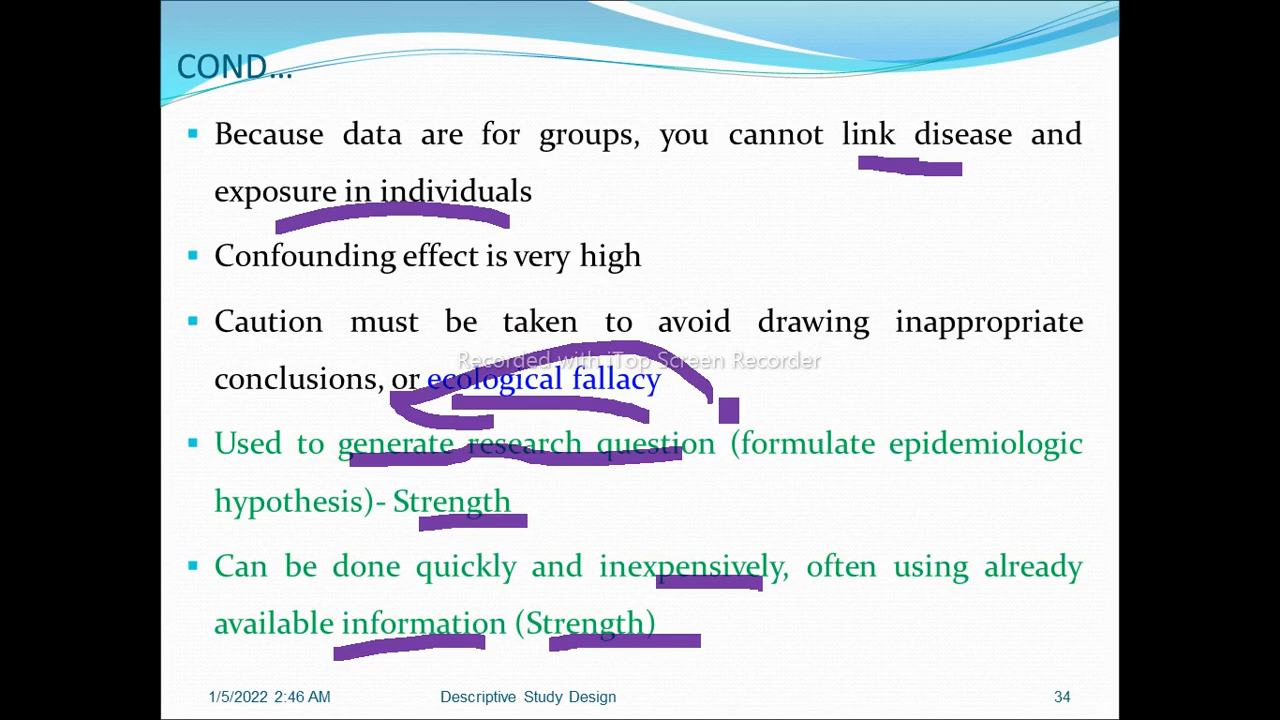 COND...
▪ Because data are for groups, you cannot link disease and
exposure in individuals
▪ Confounding effect is very high
▪ Caution must be taken to avoid drawing inappropriate
Recorded with iTop Screen Recorder
conclusions, or ecological fallacy
▪ Used to generate research question (formulate epidemiologic
hypothesis)- Strength
▪ Can be done quickly and inexpensively, often using already
available information (Strength)
1/5/2022 2:46 AM Descriptive Study Design 34